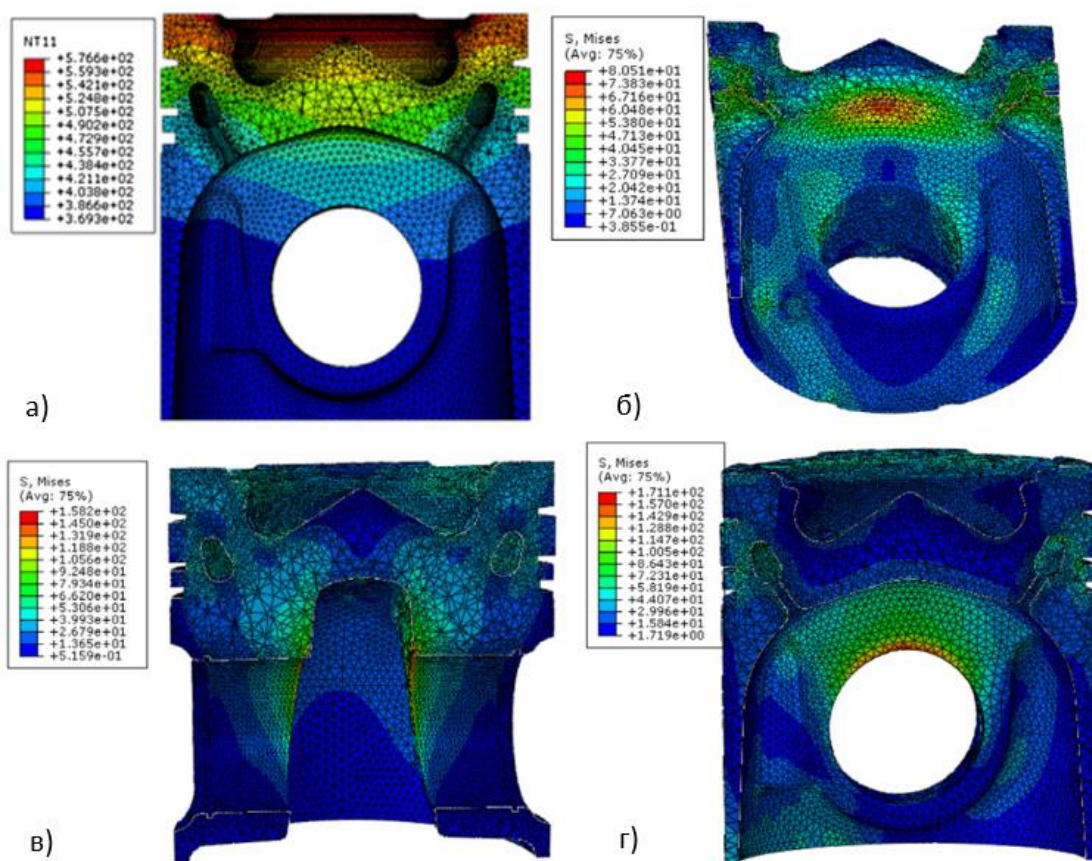 NT11
+5.766e+02
+5.593e+02
+5.421e+02
+5.248e+02
+5.075e+02
+4.902e+02
+4.729e+02
+4.557e+02
+4.384e+02
+4.211e+02
+4.038e+02
+3.866e+02
+3.693e+02
а)
S, Mises
(Avg: 75%)
+8.051e+01
+7.383e+01
+6.716e+01
+6.048e+01
+5.380e+01
+4.713e+01
+4.045e+01
+3.377e+01
+2.709e+01
+2.042e+01
+1.374e+01
+7.063e+00
+3.855e-01
б)
S, Mises
(Avg: 75%)
+1.582e+02
+1.450e+02
+1.319e+02
+1.188e+02
+1.056e+02
+9.248e+01
+7.934e+01
+6.620e+01
+5.306e+01
+3.993e+01
+2.679e+01
+1.365e+01
+5.159e-01
в)
S, Mises
(Avg: 75%)
+1.711e+02
+1.570e+02
+1.429e+02
+1.288e+02
+1.147e+02
+1.005e+02
+8.643e+01
+7.231e+01
+5.819e+01
+4.407e+01
+2.996e+01
+1.584e+01
+1.719e+00
г)